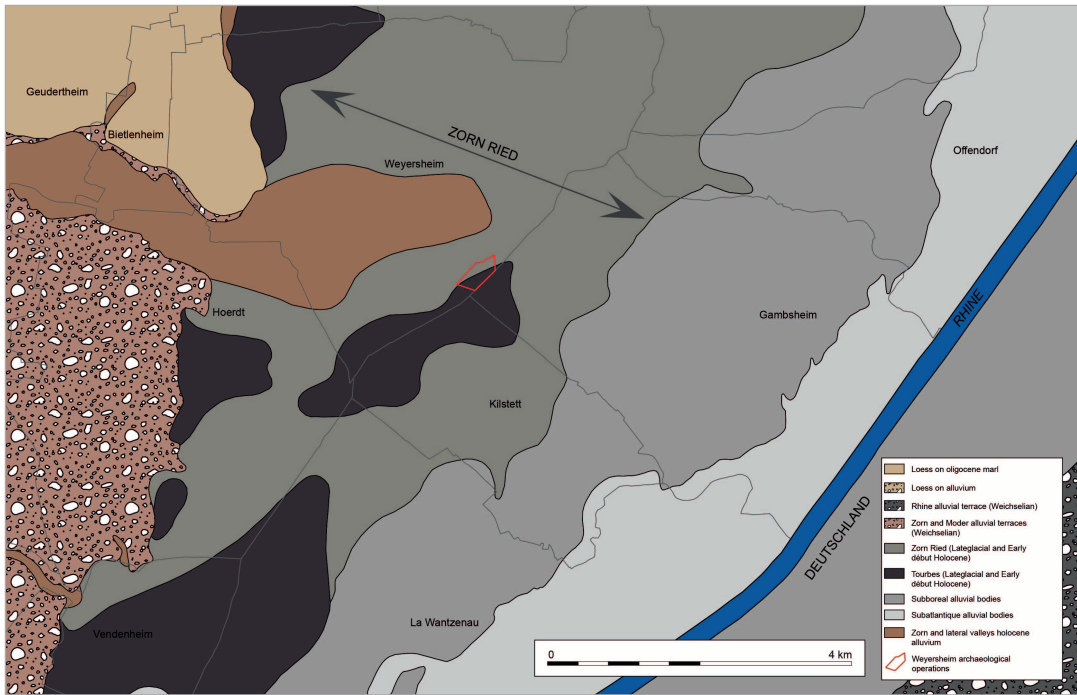 Geudertheim
Bietlenheim
ZORN RIED
Weyersheim
Offendorf
Hoerdt
Gambsheim
RHINE
Kilstett
DEUTSCHLAND
La Wantzenau
Vendenheim
0 4 km
Loess on oligocene marl
Loess on alluvium
Rhine alluvial terrace (Weichselian)
Zorn and Moder alluvial terraces
(Weichselian)
Zorn Ried (Lateglacial and Early
début Holocene)
Tourbes (Lateglacial and Early
début Holocene)
Subboreal alluvial bodies
Subatlantique alluvial bodies
Zorn and lateral valleys holocene
alluvium
Weyersheim archaeological
operations